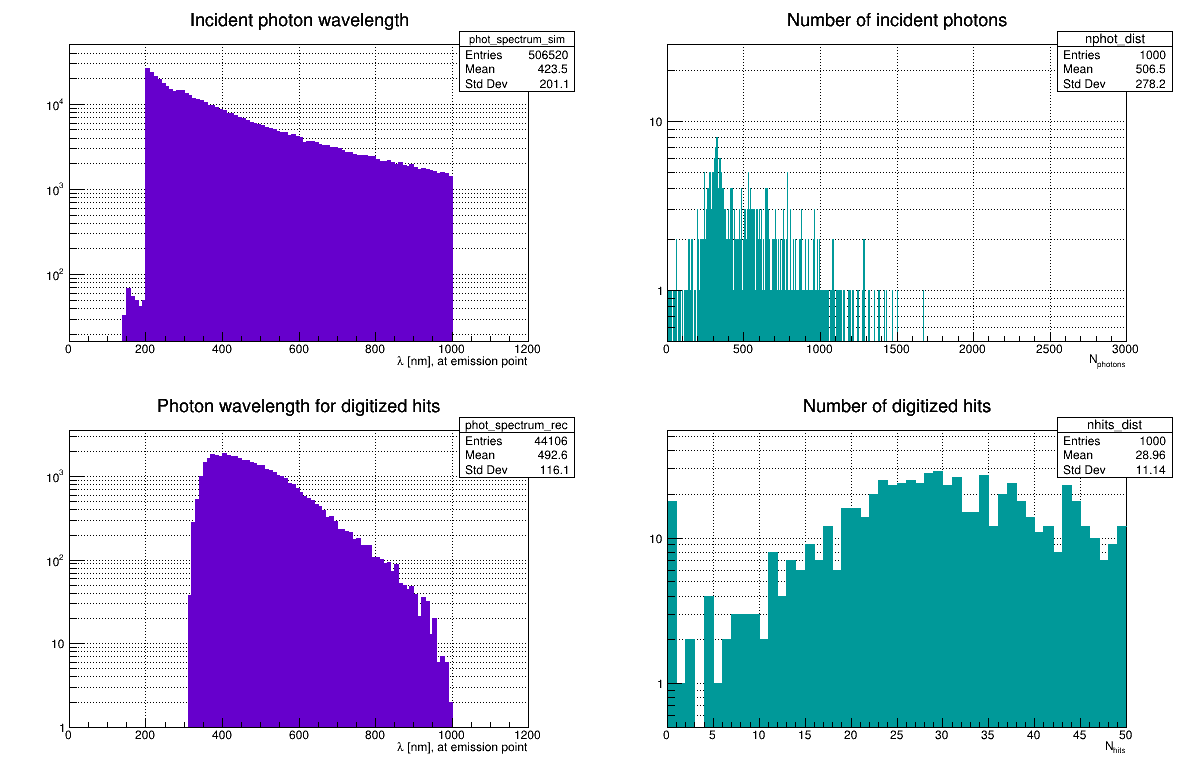 Incident photon wavelength
phot_spectrum_sim
Entries 506520
Mean 423.5
Std Dev 201.1
10^4
10^3
10^2
0 200 400 600 800 1000 1200
λ [nm], at emission point
Number of incident photons
nphot_dist
Entries 1000
Mean 506.5
Std Dev 278.2
10
1
0 500 1000 1500 2000 2500 3000
N_photons
Photon wavelength for digitized hits
phot_spectrum_rec
Entries 44106
Mean 492.6
Std Dev 116.1
10^3
10^2
10
1
0 200 400 600 800 1000 1200
λ [nm], at emission point
Number of digitized hits
nhits_dist
Entries 1000
Mean 28.96
Std Dev 11.14
10
1
0 5 10 15 20 25 30 35 40 45 50
N_hits